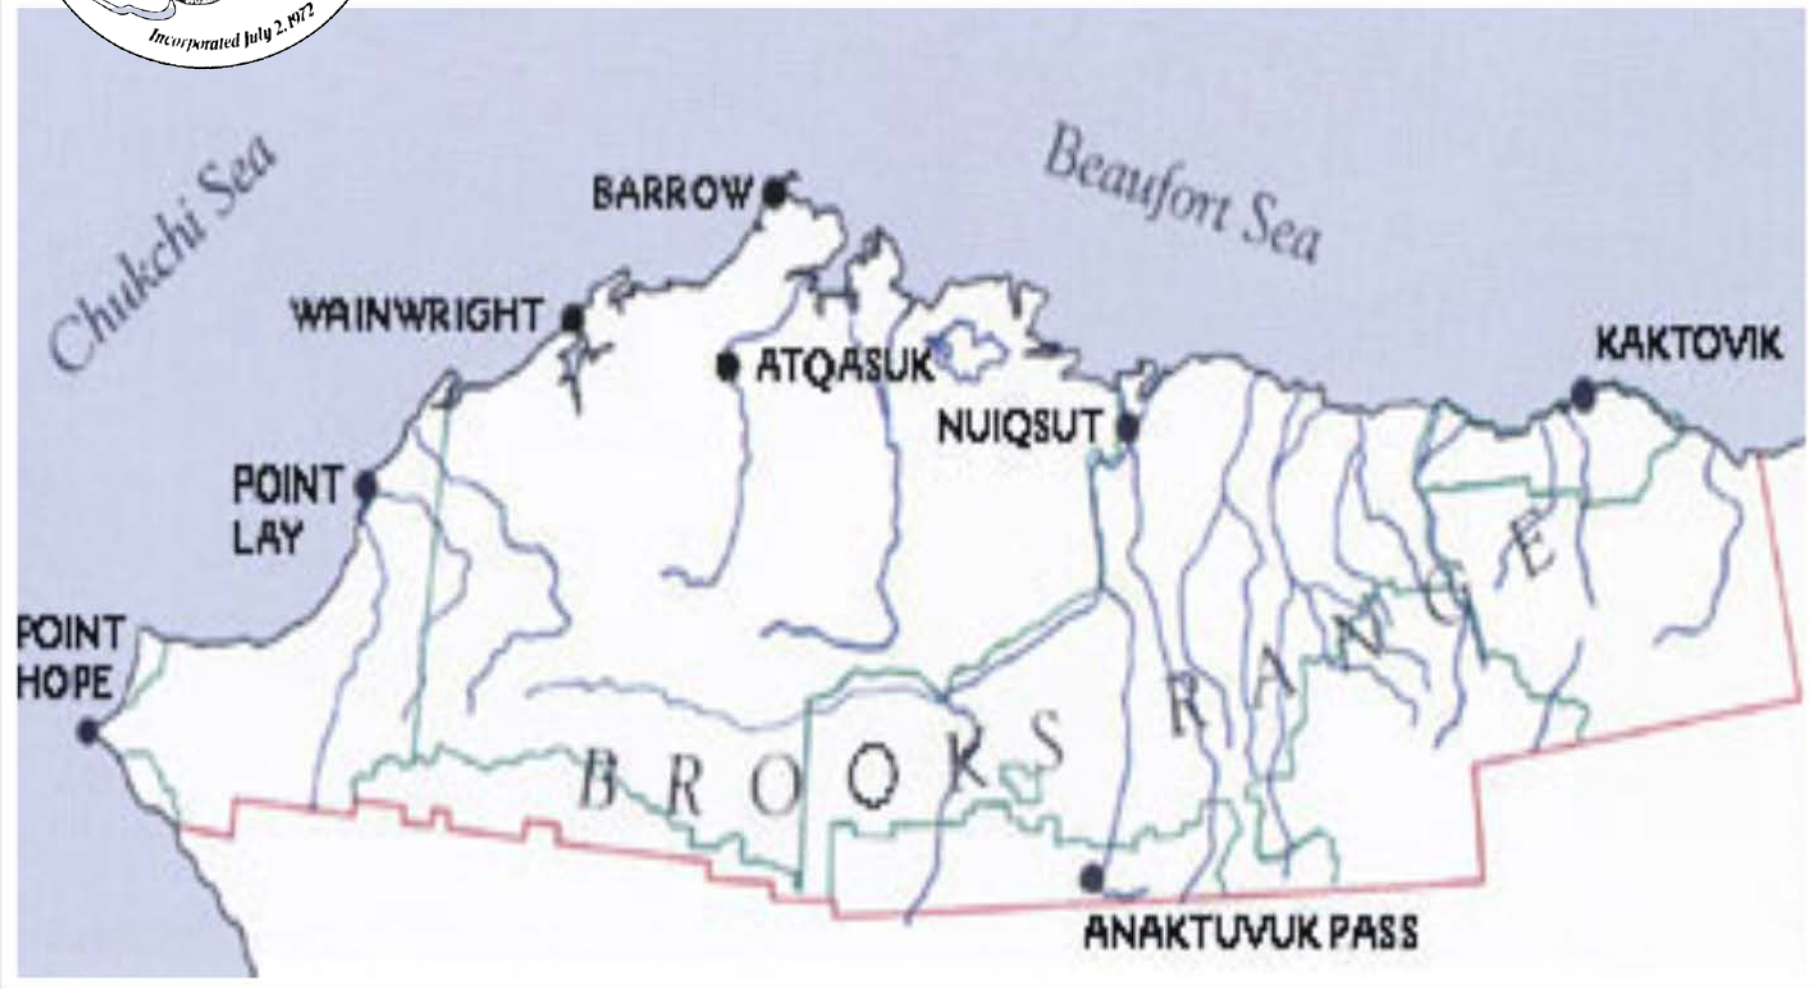 Incorporated July 2, 1972
Chukchi Sea
Beaufort Sea
BARROW
WAINWRIGHT
ATQASUK
KAKTOVIK
NUIQSUT
POINT
LAY
POINT
HOPE
BROOKS RANGE
ANAKTUVUK PASS